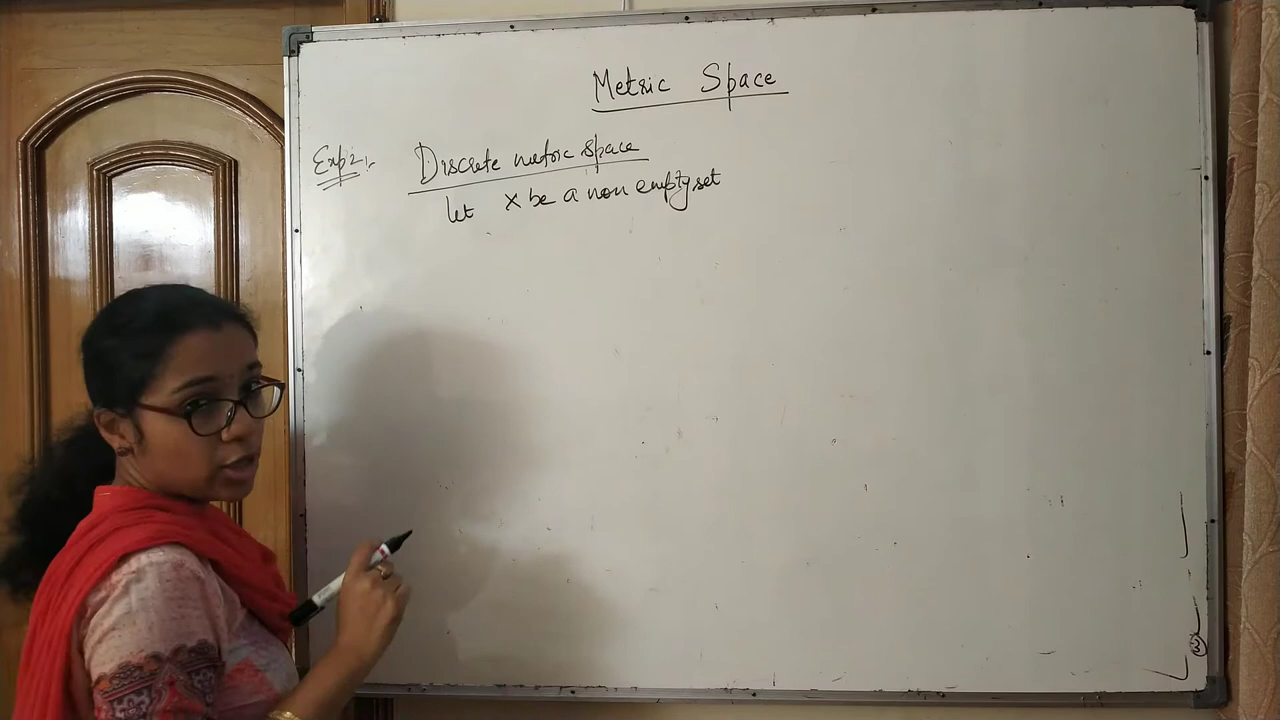 Metric Space
Exp 2:-
Discrete metric space
let X be a non empty set